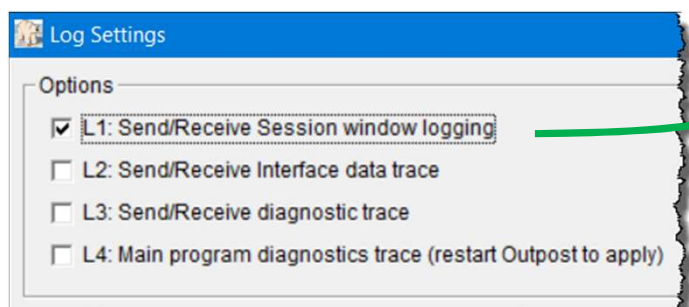 Log Settings
Options
L1: Send/Receive Session window logging
L2: Send/Receive Interface data trace
L3: Send/Receive diagnostic trace
L4: Main program diagnostics trace (restart Outpost to apply)